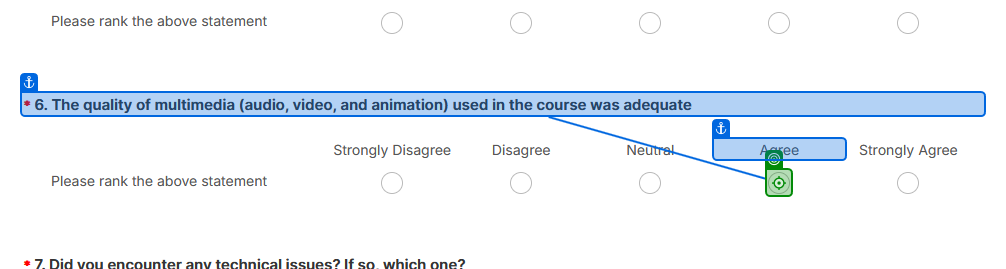 Please rank the above statement
* 6. The quality of multimedia (audio, video, and animation) used in the course was adequate
Strongly Disagree Disagree Neutral Agree Strongly Agree
Please rank the above statement
* 7. Did you encounter any technical issues? If so, which one?